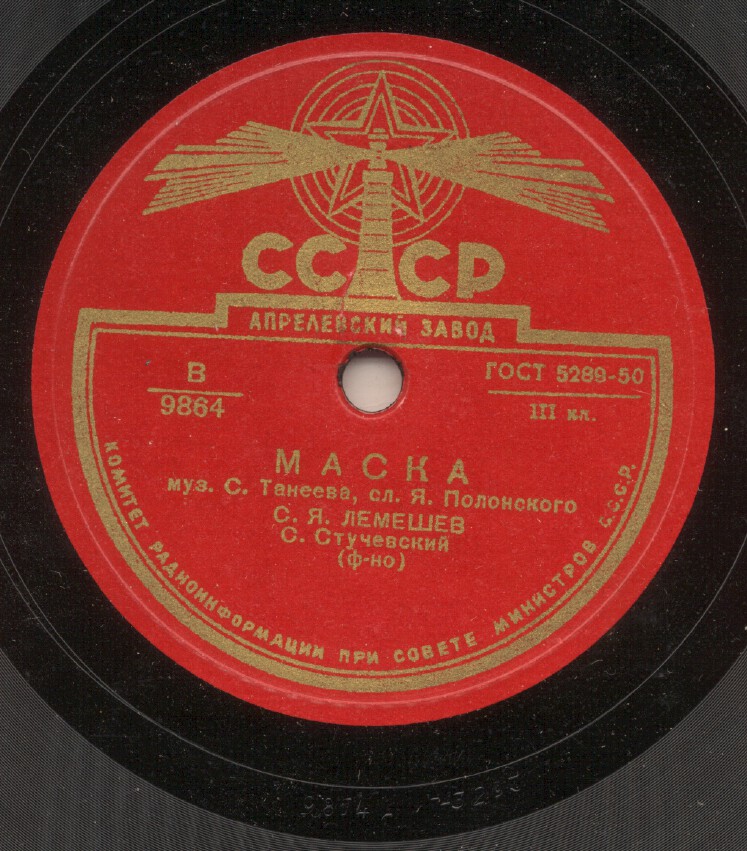 СССР
АПРЕЛЕВСКИЙ ЗАВОД
В
9864
ГОСТ 5289-50
III кл.
МАСКА
муз. С. Танеева, сл. Я. Полонского
С. Я. ЛЕМЕШЕВ
С. Стучевский
(ф-но)
КОМИТЕТ РАДИОИНФОРМАЦИИ ПРИ СОВЕТЕ МИНИСТРОВ С.С.С.Р.